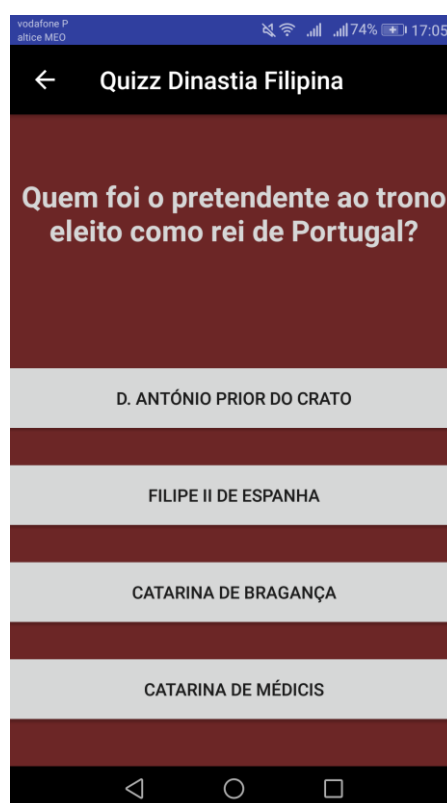 vodafone P
altice MEO
74% 17:05
Quizz Dinastia Filipina
Quem foi o pretendente ao trono
eleito como rei de Portugal?
D. ANTÓNIO PRIOR DO CRATO
FILIPE II DE ESPANHA
CATARINA DE BRAGANÇA
CATARINA DE MÉDICIS